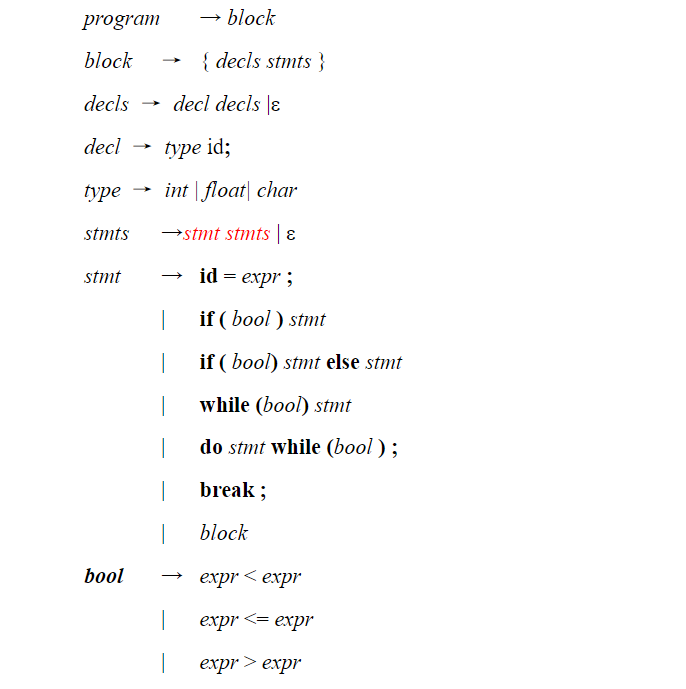 program → block
block → { decls stmts }
decls → decl decls |ε
decl → type id;
type → int | float| char
stmts →stmt stmts | ε
stmt → id = expr ;
| if ( bool ) stmt
| if ( bool) stmt else stmt
| while (bool) stmt
| do stmt while (bool ) ;
| break ;
| block
bool → expr < expr
| expr <= expr
| expr > expr